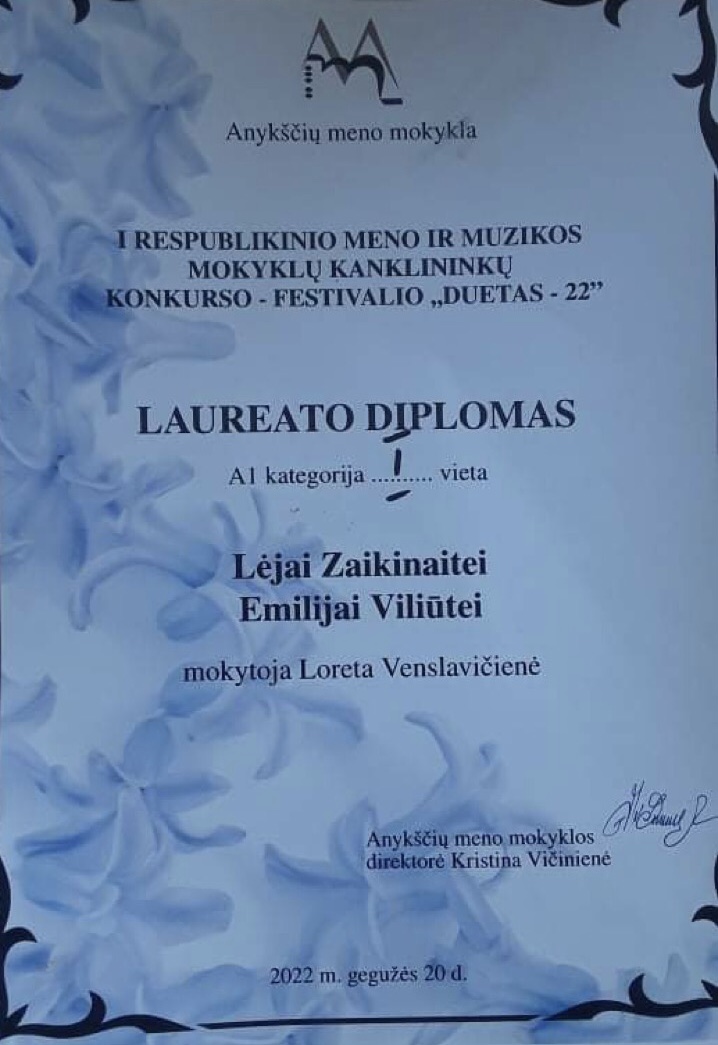 Anykščių meno mokykla
I RESPUBLIKINIO MENO IR MUZIKOS
MOKYKLŲ KANKLININKŲ
KONKURSO - FESTIVALIO „DUETAS - 22”
LAUREATO DIPLOMAS
A1 kategorija ....I..... vieta
Lėjai Zaikinaitei
Emilijai Viliūtei
mokytoja Loreta Venslavičienė
Anykščių meno mokyklos
direktorė Kristina Vičinienė
2022 m. gegužės 20 d.